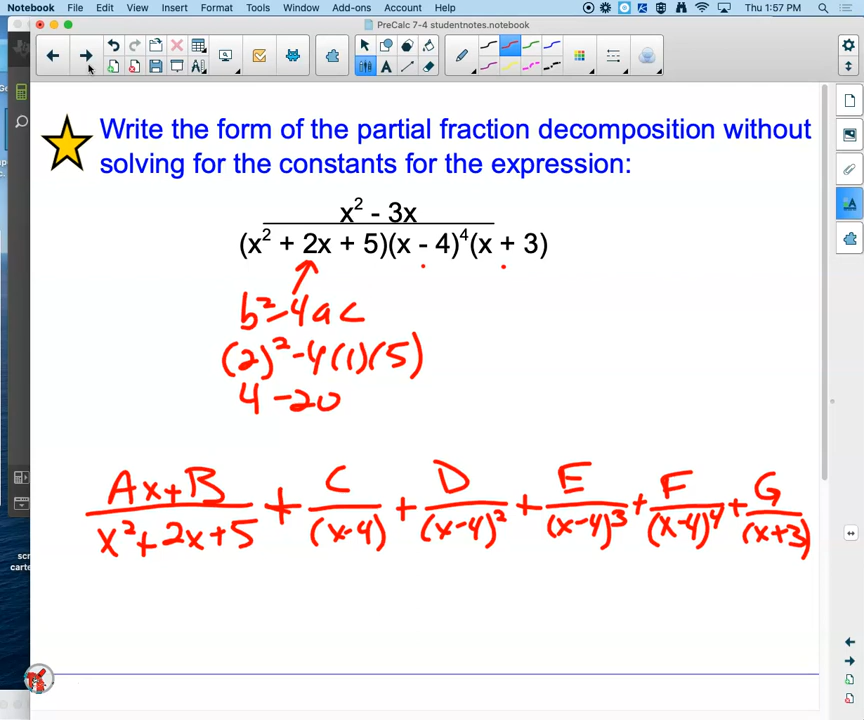 Notebook File Edit View Insert Format Tools Window Add-ons Account Help Thu 1:57 PM
PreCalc 7-4 studentnotes.notebook
Write the form of the partial fraction decomposition without
solving for the constants for the expression:
x² - 3x
(x² + 2x + 5)(x - 4)⁴(x + 3)
b²-4ac
(2)²-4(1)(5)
4-20
Ax+B + C + D + E + F + G
x²+2x+5 (x-4) (x-4)² (x-4)³ (x-4)⁴ (x+3)